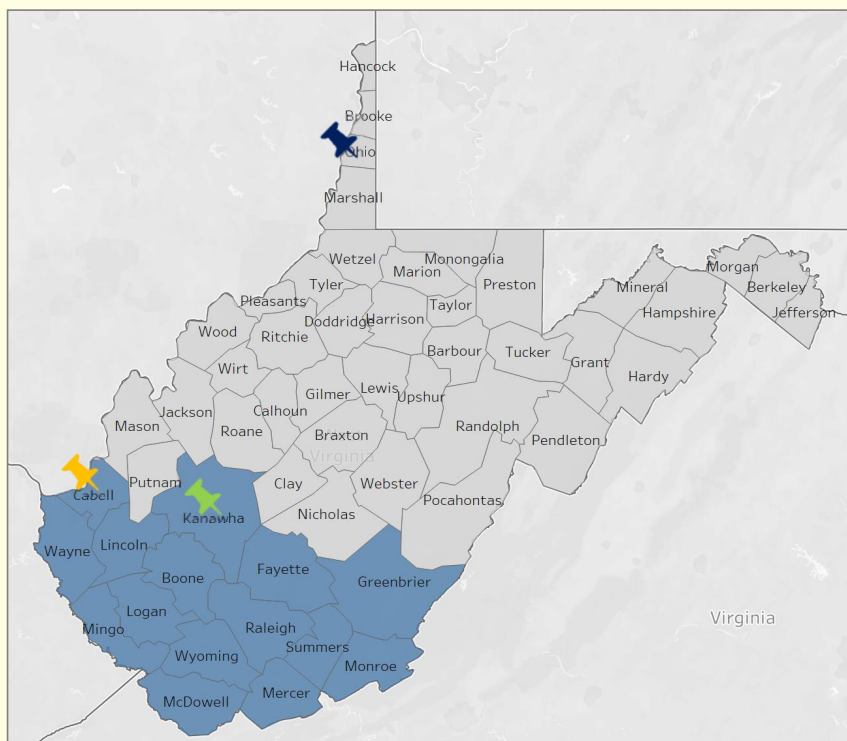 Hancock
Brooke
Ohio
Marshall
Wetzel
Monongalia
Marion
Preston
Tyler
Pleasants
Doddridge
Harrison
Taylor
Wood
Ritchie
Barbour
Tucker
Mineral
Morgan
Berkeley
Jefferson
Hampshire
Grant
Hardy
Wirt
Lewis
Upshur
Gilmer
Calhoun
Jackson
Mason
Roane
Braxton
Randolph
Pendleton
Virginia
Putnam
Clay
Webster
Pocahontas
Cabell
Kanawha
Nicholas
Wayne
Lincoln
Boone
Fayette
Greenbrier
Logan
Mingo
Raleigh
Summers
Wyoming
Monroe
McDowell
Mercer
Virginia